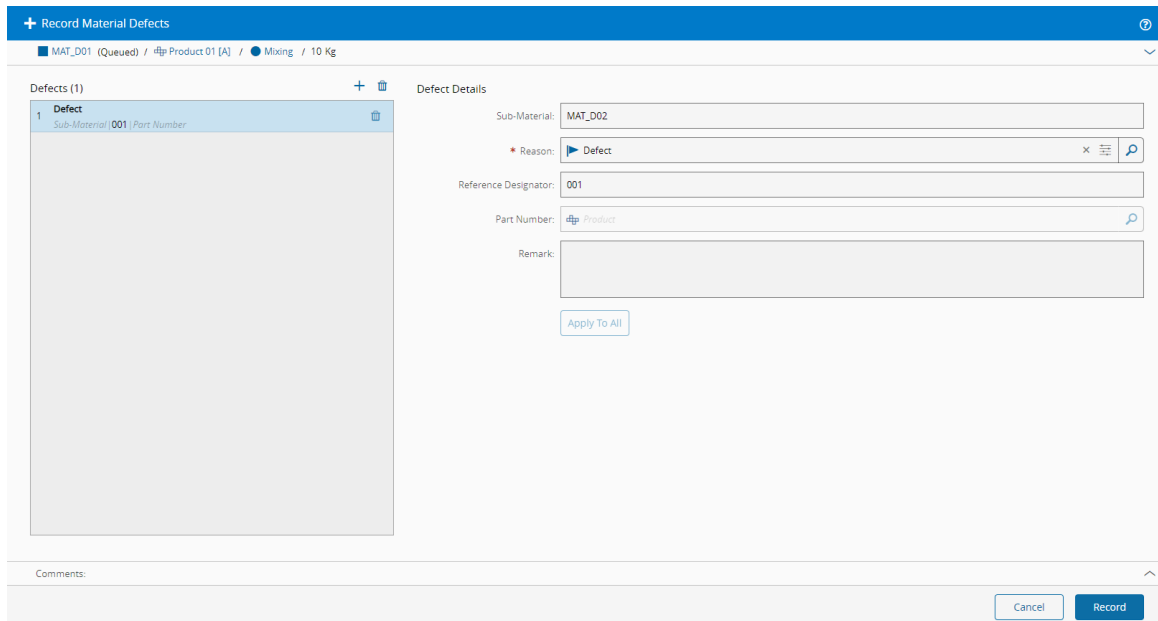 Record Material Defects
MAT_D01 (Queued) / Product 01 [A] / Mixing / 10 Kg
Defects (1)
1 Defect
Sub-Material|001|Part Number
Defect Details
Sub-Material: MAT_D02
* Reason: Defect
Reference Designator: 001
Part Number: Product
Remark:
Apply To All
Comments:
Cancel Record